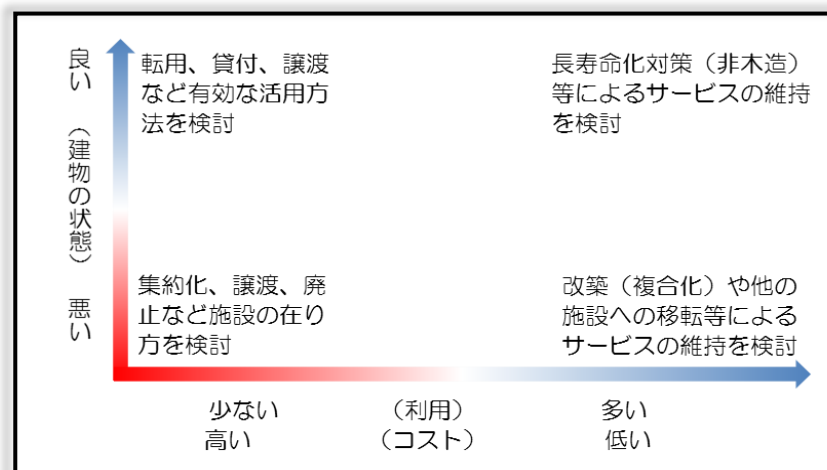 良い
（建物の状態）
悪い
転用、貸付、譲渡
など有効な活用方
法を検討
長寿命化対策（非木造）
等によるサービスの維持
を検討
集約化、譲渡、廃
止など施設の在り
方を検討
改築（複合化）や他の
施設への移転等による
サービスの維持を検討
少ない （利用） 多い
高い （コスト） 低い